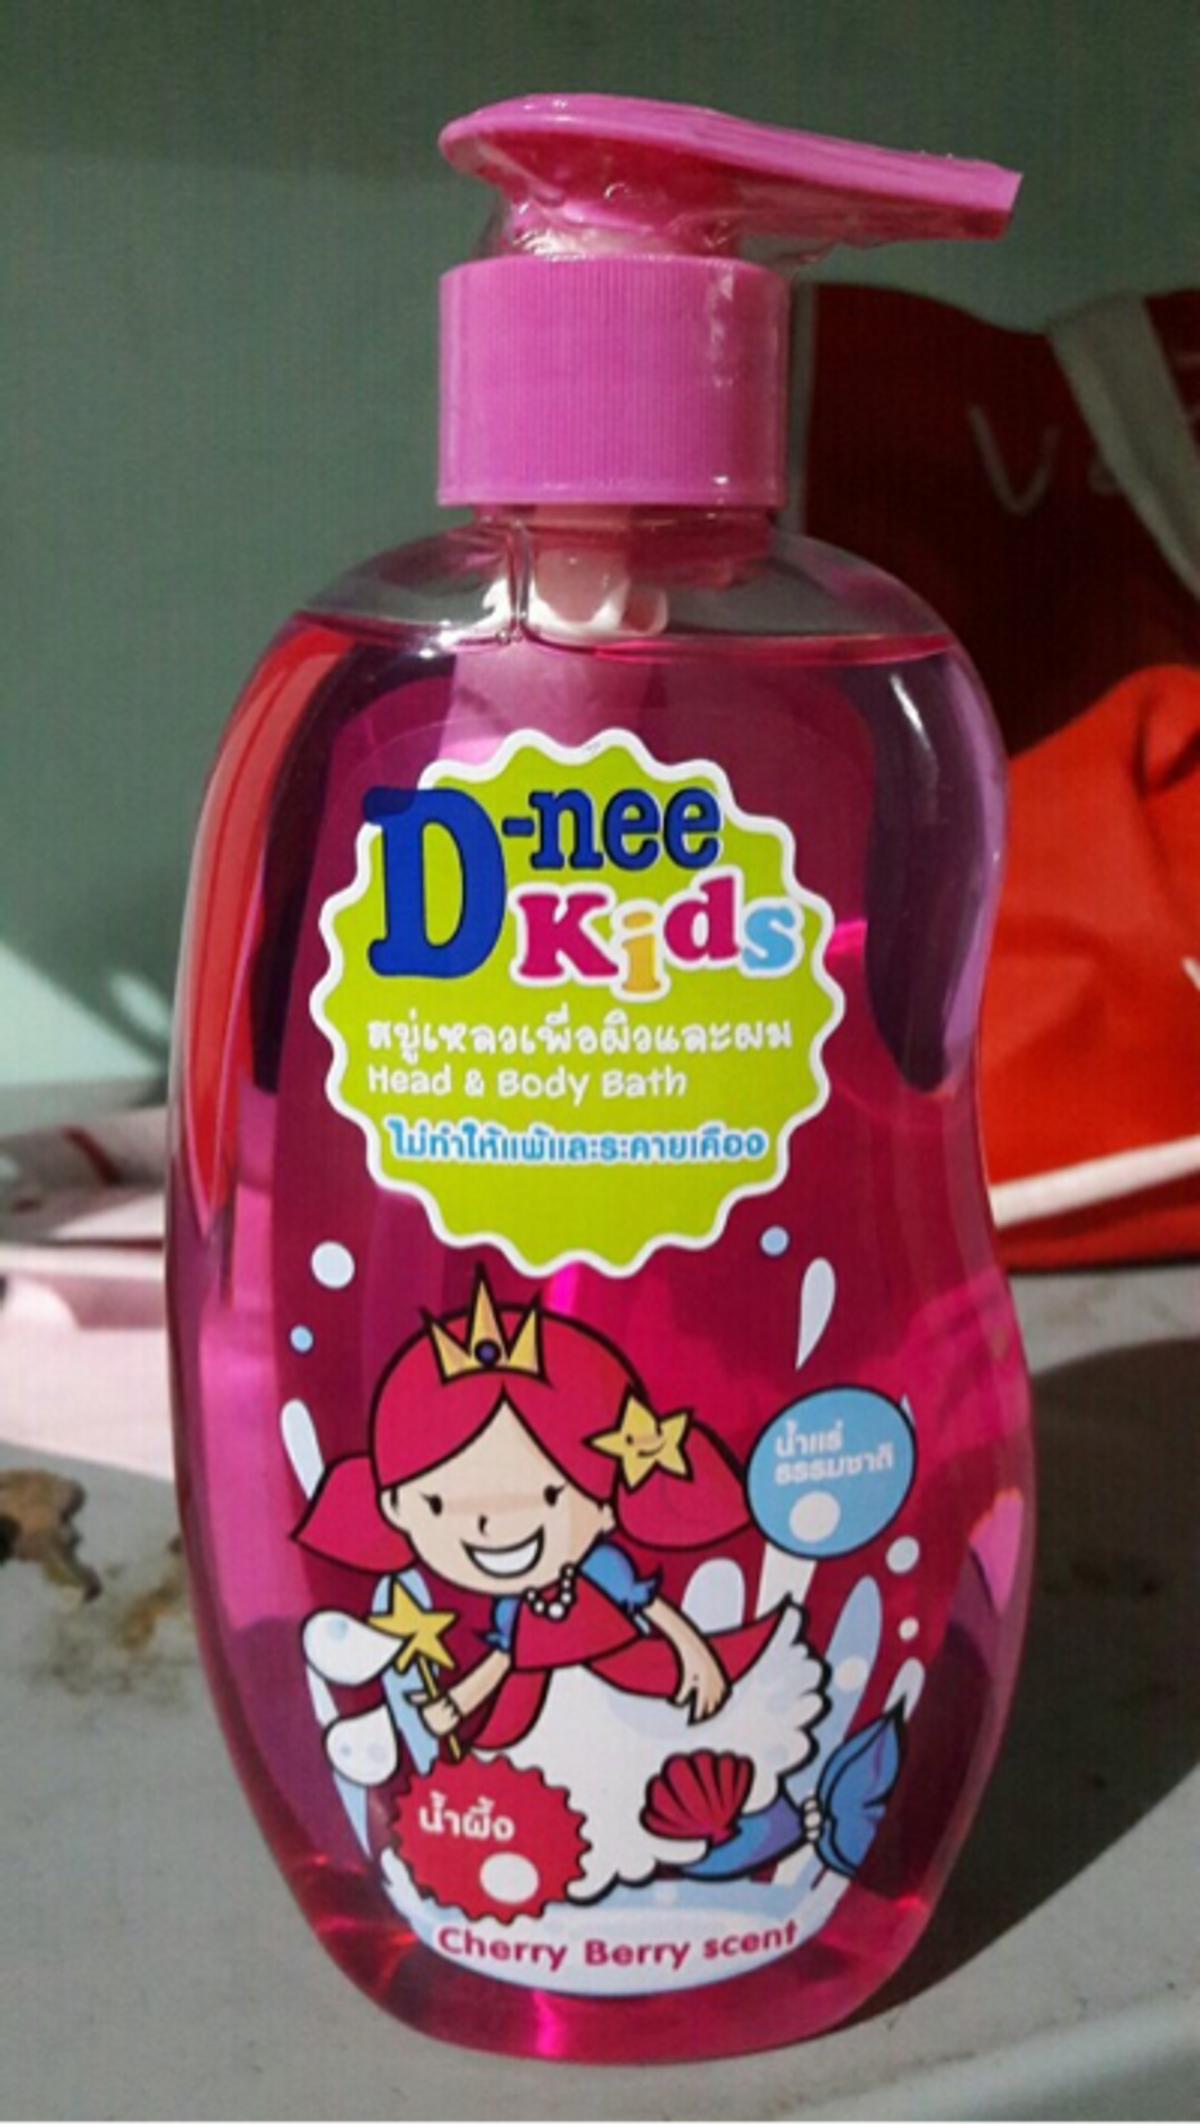 D-nee
Kids
สบู่เหลวเพื่อผิวและผม
Head & Body Bath
ไม่ทำให้แพ้และระคายเคือง
น้ำแร่
ธรรมชาติ
น้ำผึ้ง
Cherry Berry scent